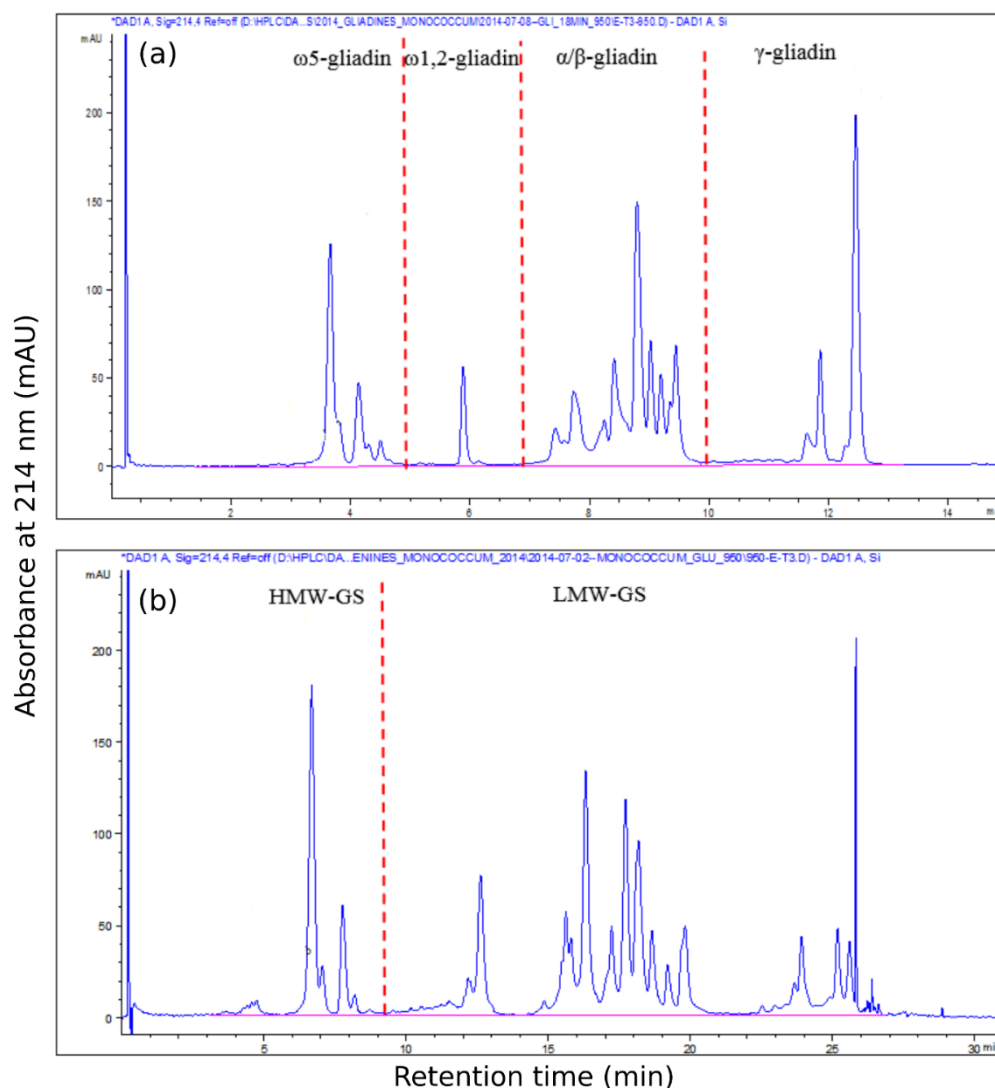 *DAD1 A, Sig=214,4 Ref=off (D:\HPLC\DA...S\2014_GLIADINES_MONOCOCCUM\2014-07-08--GLI_18MIN_950\E-T3-850.D) - DAD1 A, Si
mAU
(a)
ω5-gliadin
ω1,2-gliadin
α/β-gliadin
γ-gliadin
200
150
100
50
0
2
4
6
8
10
12
14
m
*DAD1 A, Sig=214,4 Ref=off (D:\HPLC\DA...ENINES_MONOCOCCUM_2014\2014-07-02--MONOCOCCUM_GLU_950\950-E-T3.D) - DAD1 A, Si
mAU
(b)
HMW-GS
LMW-GS
200
150
100
50
0
5
10
15
20
25
30
mi
Absorbance at 214 nm (mAU)
Retention time (min)